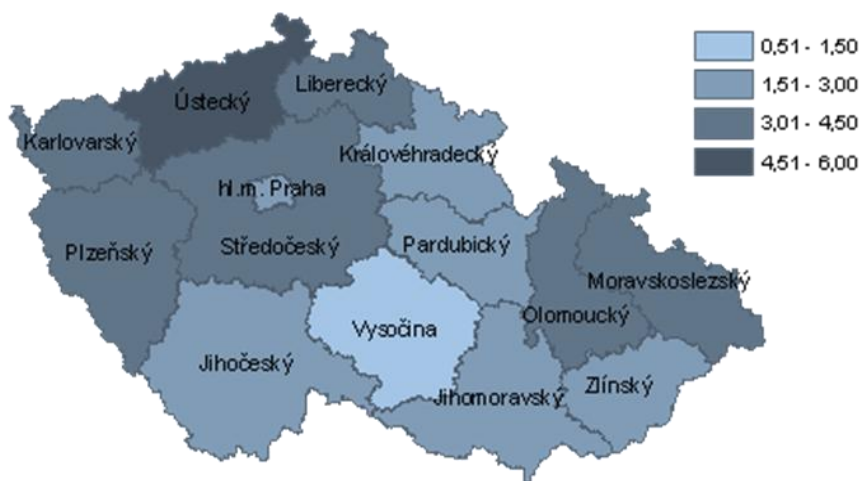 0,51 - 1,50
1,51 - 3,00
3,01 - 4,50
4,51 - 6,00
Liberecký
Ústecký
Karlovarský
Královéhradecký
hl.m. Praha
Plzeňský
Středočeský
Pardubický
Moravskoslezský
Olomoucký
Vysočina
Jihočeský
Zlínský
Jihomoravský